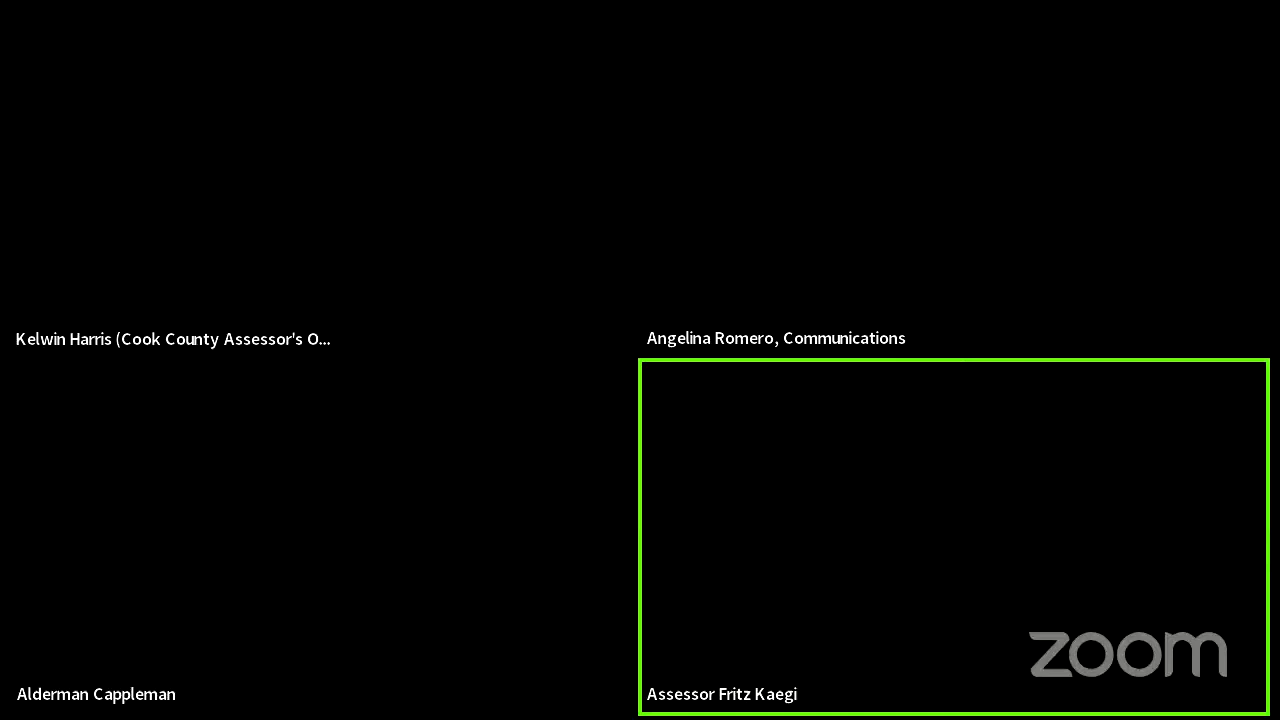 Kelwin Harris (Cook County Assessor's O...
Angelina Romero, Communications
zoom
Alderman Cappleman
Assessor Fritz Kaegi